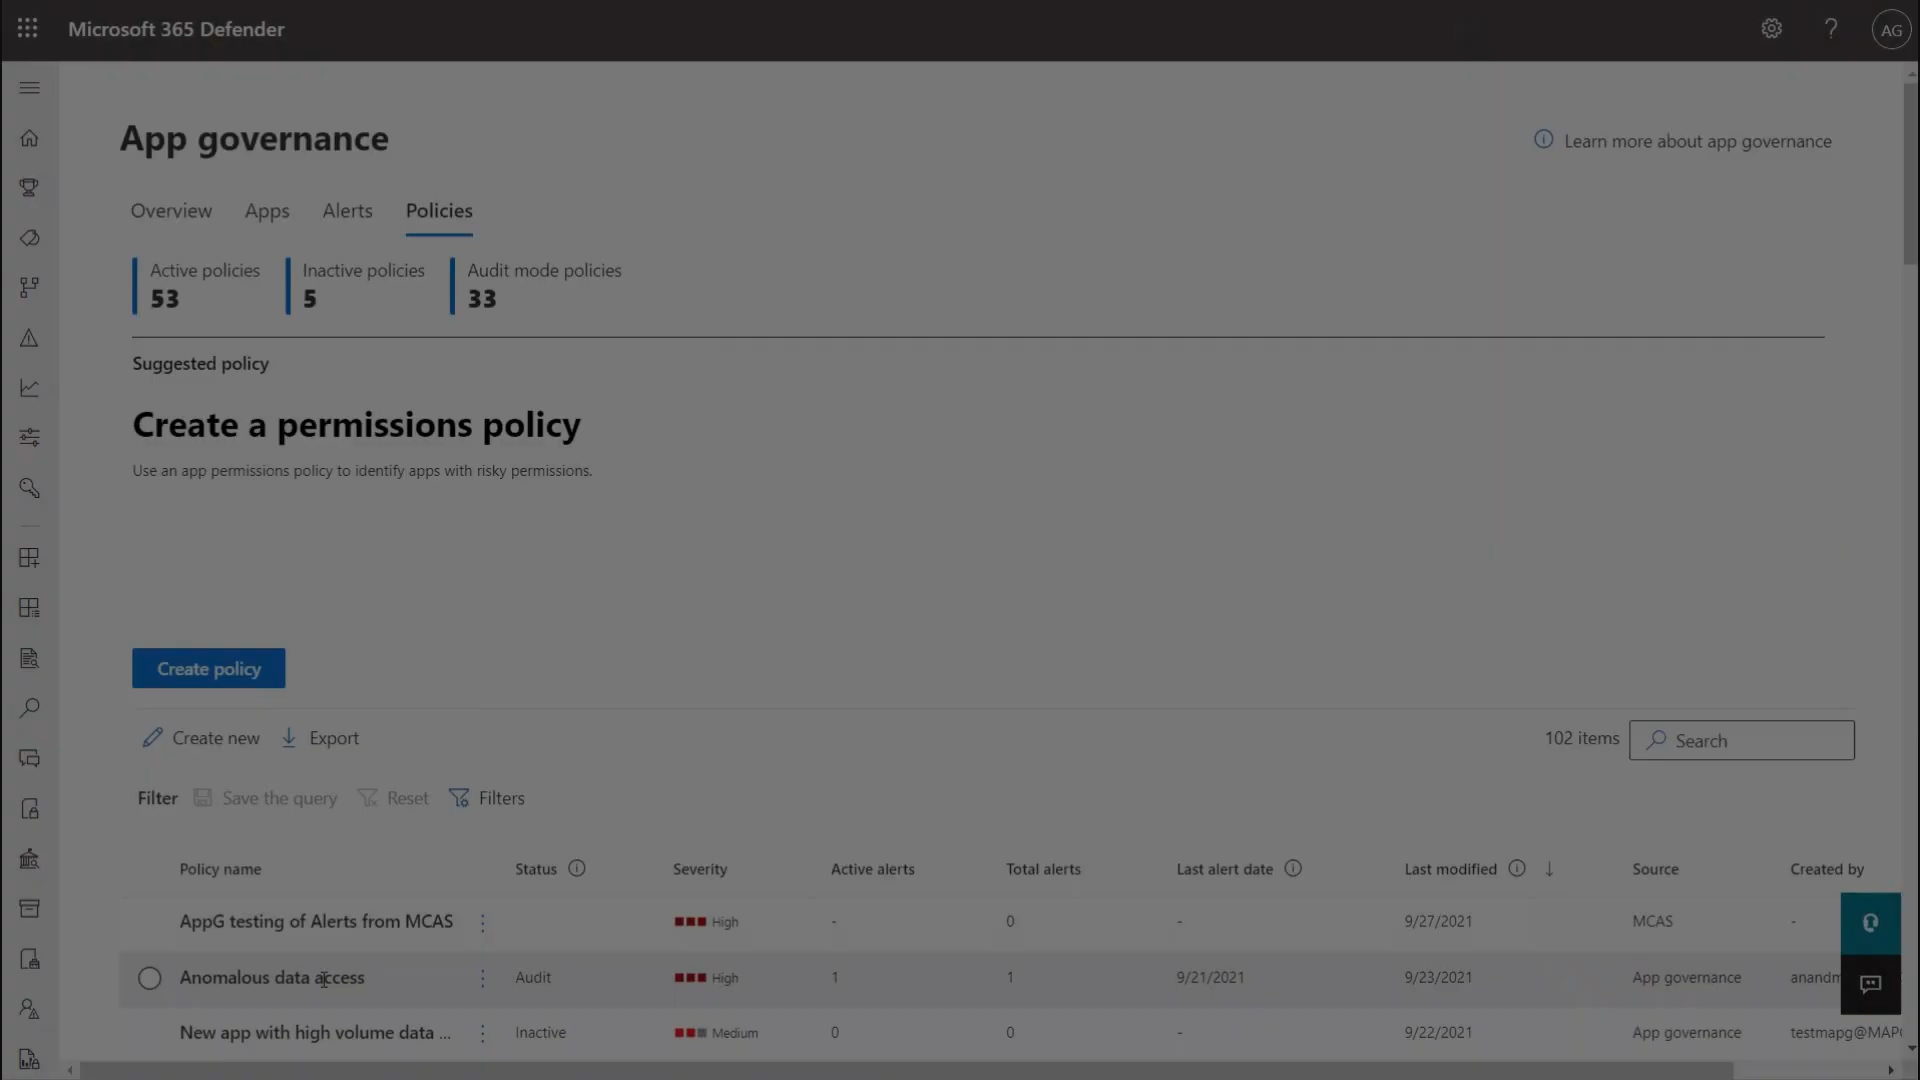 Microsoft 365 Defender
AG
App governance
Learn more about app governance
Overview Apps Alerts Policies
Active policies Inactive policies Audit mode policies
53 5 33
Suggested policy
Create a permissions policy
Use an app permissions policy to identify apps with risky permissions.
Create policy
Create new Export 102 items Search
Filter Save the query Reset Filters
Policy name Status Severity Active alerts Total alerts Last alert date Last modified Source Created by
AppG testing of Alerts from MCAS High - 0 - 9/27/2021 MCAS -
Anomalous data access Audit High 1 1 9/21/2021 9/23/2021 App governance anandm
New app with high volume data ... Inactive Medium 0 0 - 9/22/2021 App governance testmapg@MAP